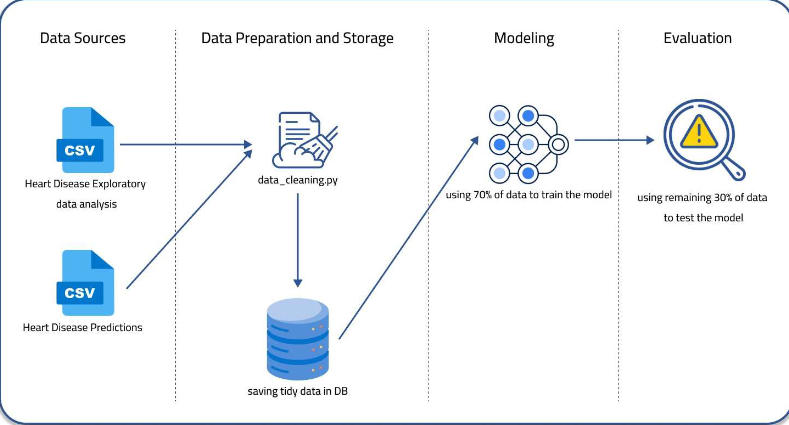 Data Sources
Data Preparation and Storage
Modeling
Evaluation
CSV
Heart Disease Exploratory
data analysis
CSV
Heart Disease Predictions
data_cleaning.py
saving tidy data in DB
using 70% of data to train the model
using remaining 30% of data
to test the model